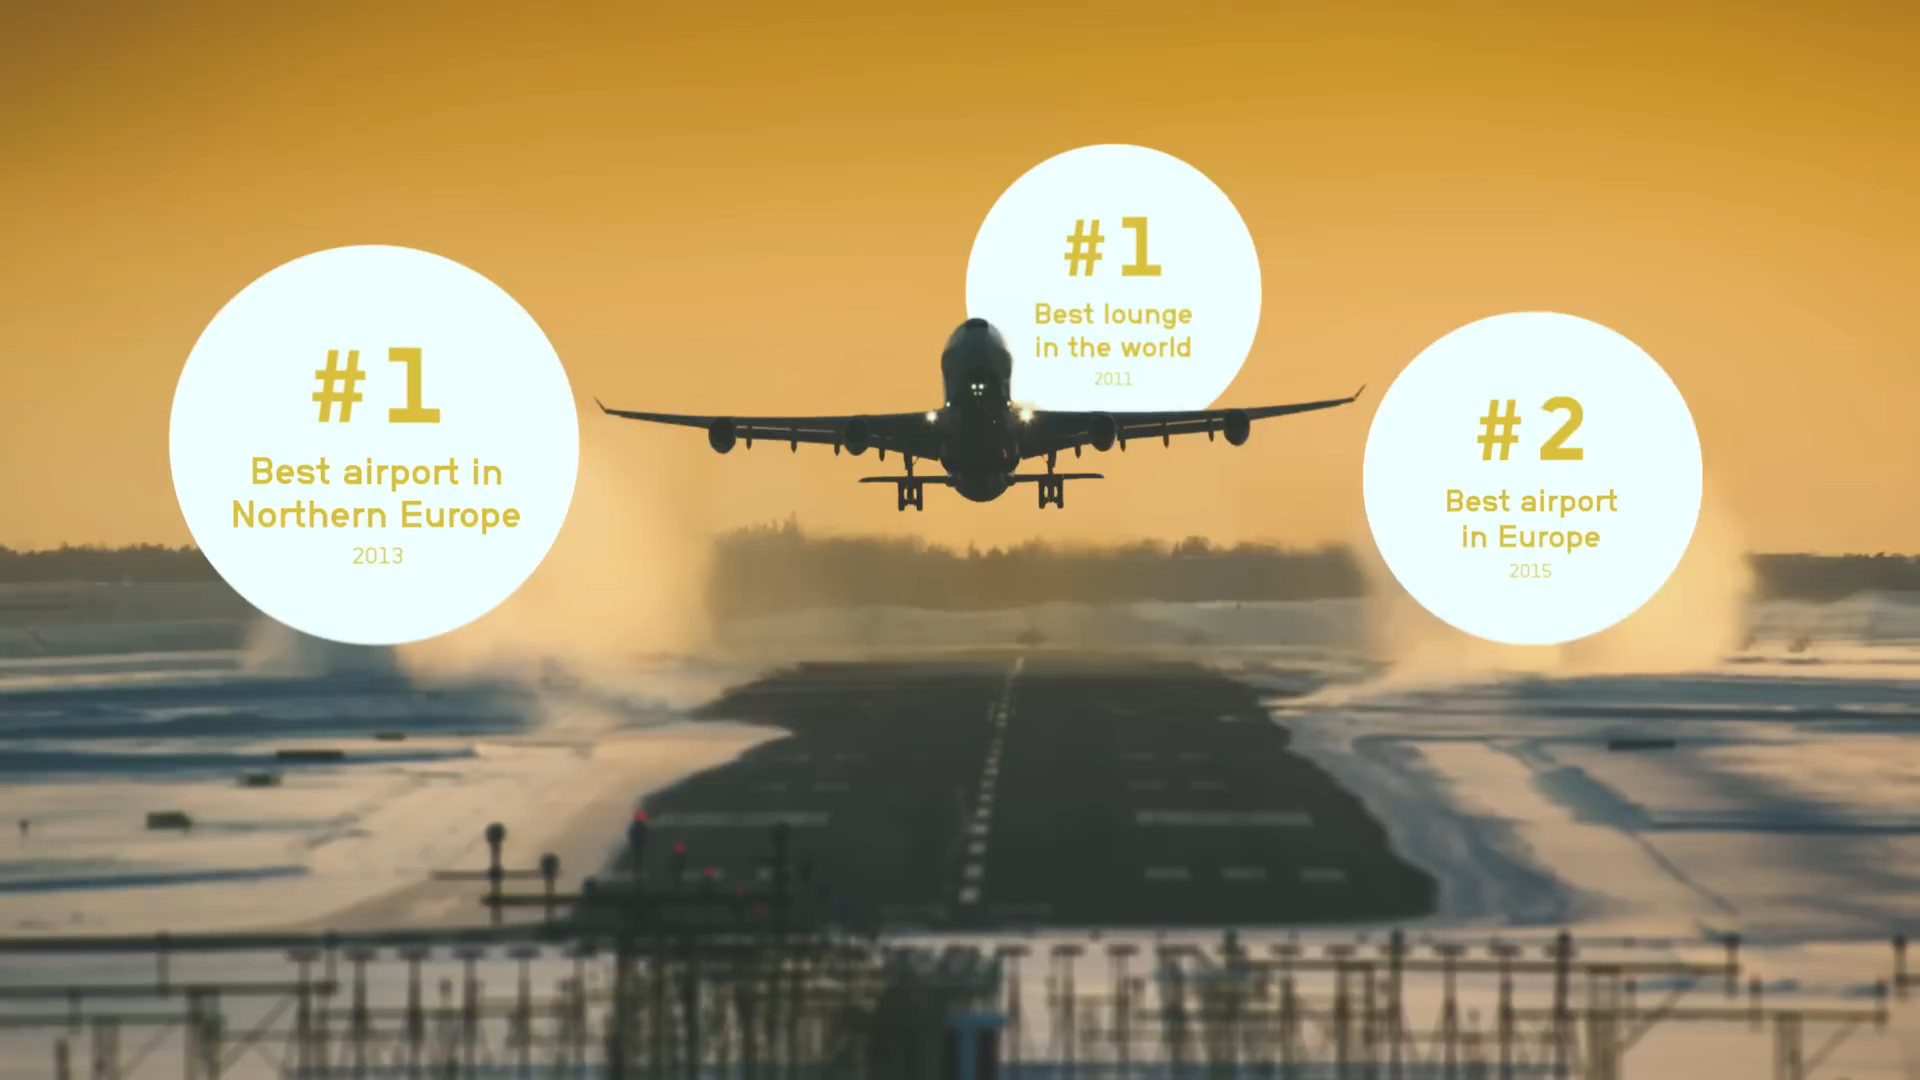 #1
Best airport in
Northern Europe
2013
#1
Best lounge
in the world
2011
#2
Best airport
in Europe
2015